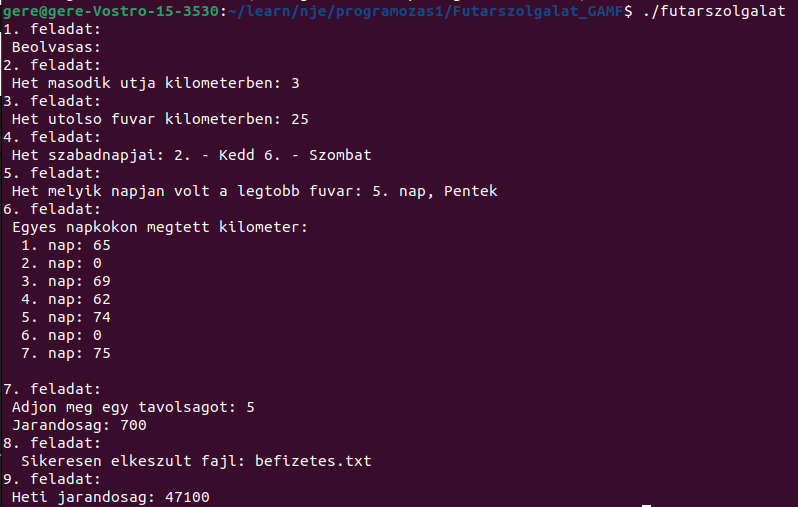 gere@gere-Vostro-15-3530:~/learn/nje/programozas1/Futarszolgalat_GAMF$ ./futarszolgalat
1. feladat:
Beolvasas:
2. feladat:
Het masodik utja kilometerben: 3
3. feladat:
Het utolso fuvar kilometerben: 25
4. feladat:
Het szabadnapjai: 2. - Kedd 6. - Szombat
5. feladat:
Het melyik napjan volt a legtobb fuvar: 5. nap, Pentek
6. feladat:
Egyes napkokon megtett kilometer:
1. nap: 65
2. nap: 0
3. nap: 69
4. nap: 62
5. nap: 74
6. nap: 0
7. nap: 75
7. feladat:
Adjon meg egy tavolsagot: 5
Jarandosag: 700
8. feladat:
Sikeresen elkeszult fajl: befizetes.txt
9. feladat:
Heti jarandosag: 47100